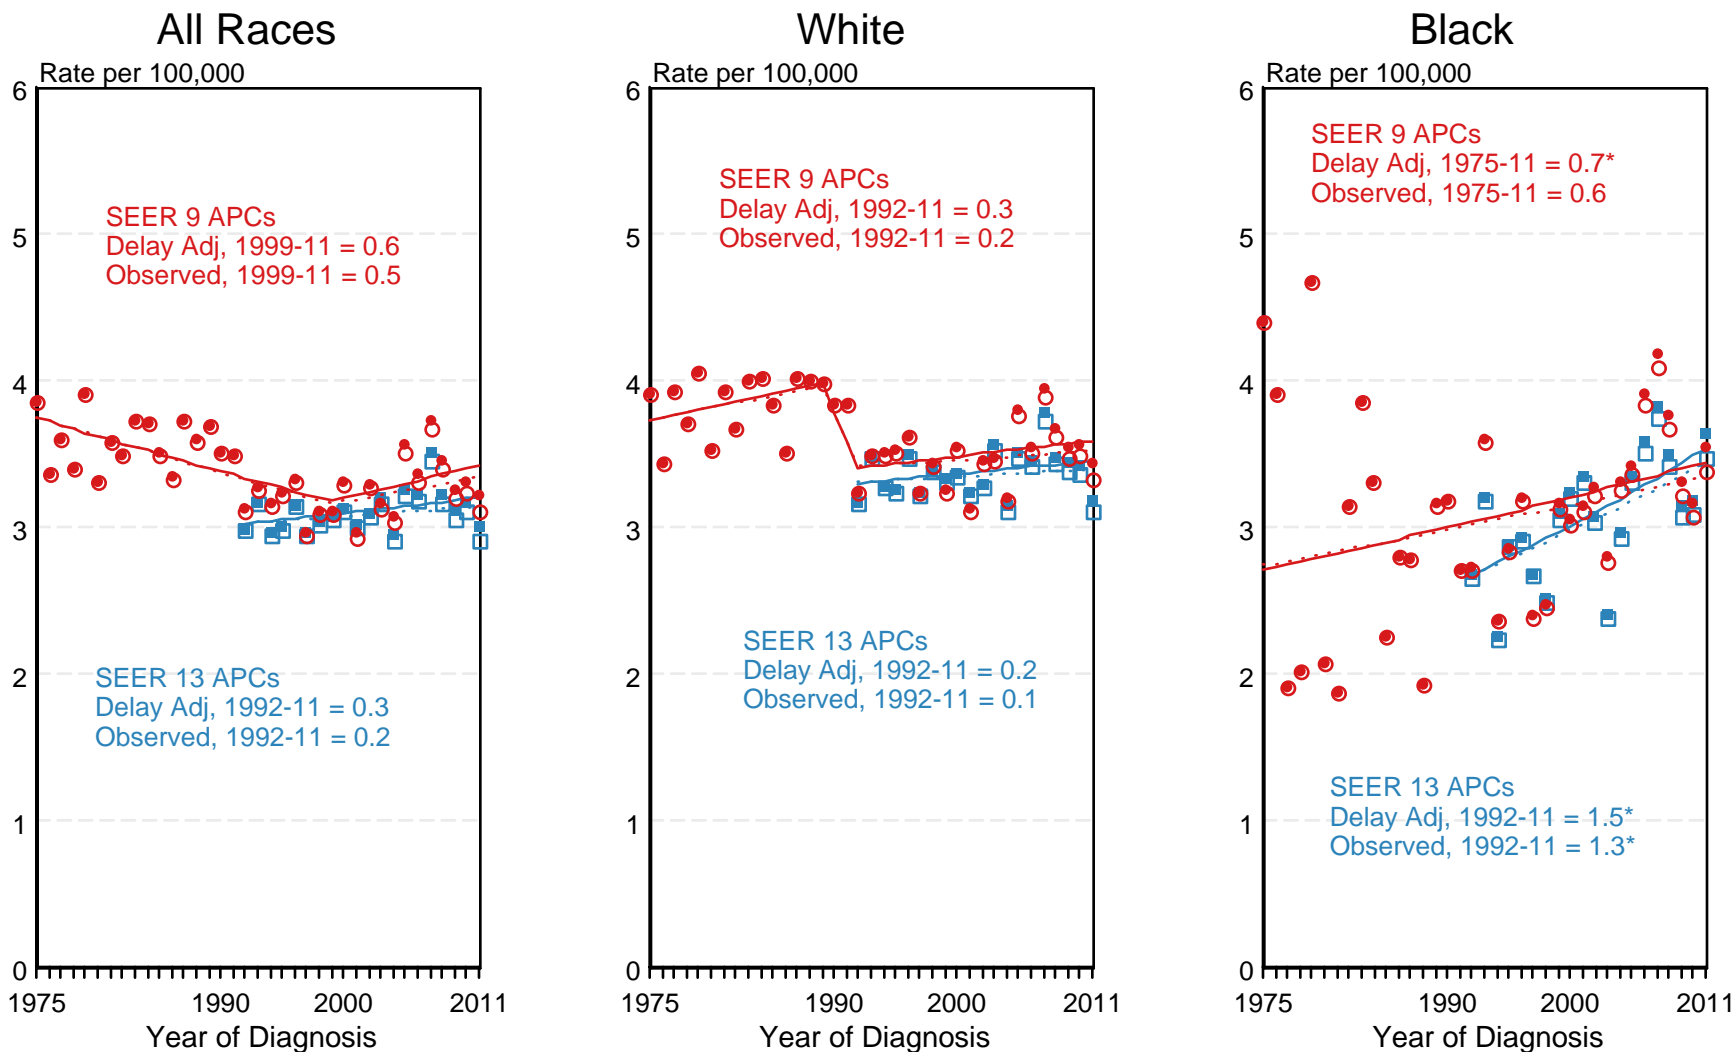 All Races
Rate per 100,000
6
5
4
3
2
1
0
SEER 9 APCs
Delay Adj, 1999-11 = 0.6
Observed, 1999-11 = 0.5
SEER 13 APCs
Delay Adj, 1992-11 = 0.3
Observed, 1992-11 = 0.2
1975
1990
2000
2011
Year of Diagnosis
White
Rate per 100,000
6
5
4
3
2
1
0
SEER 9 APCs
Delay Adj, 1992-11 = 0.3
Observed, 1992-11 = 0.2
SEER 13 APCs
Delay Adj, 1992-11 = 0.2
Observed, 1992-11 = 0.1
1975
1990
2000
2011
Year of Diagnosis
Black
Rate per 100,000
6
5
4
3
2
1
0
SEER 9 APCs
Delay Adj, 1975-11 = 0.7*
Observed, 1975-11 = 0.6
SEER 13 APCs
Delay Adj, 1992-11 = 1.5*
Observed, 1992-11 = 1.3*
1975
1990
2000
2011
Year of Diagnosis